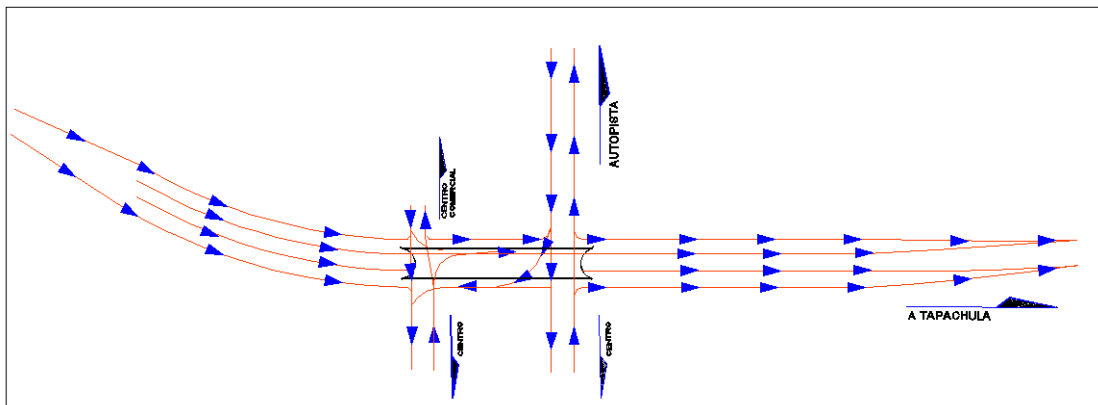 AUTOPISTA
CENTRO
COMERCIAL
A TAPACHULA
CENTRO
CENTRO